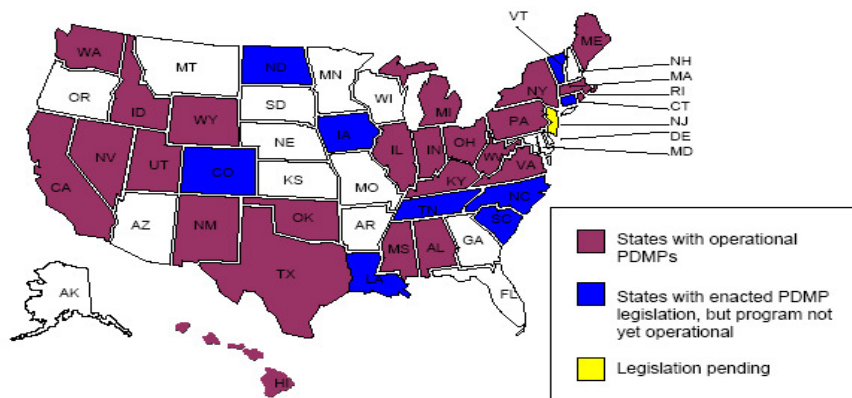 VT
WA
ME
MT
ND
MN
NH
MA
OR
ID
SD
WI
NY
RI
WY
MI
CT
PA
NJ
NV
NE
IA
DE
UT
IL
IN
OH
WV
VA
MD
CA
CO
KS
MO
KY
NC
AZ
NM
OK
AR
TN
SC
MS
AL
GA
TX
LA
AK
FL
HI
States with operational
PDMPs
States with enacted PDMP
legislation, but program not
yet operational
Legislation pending